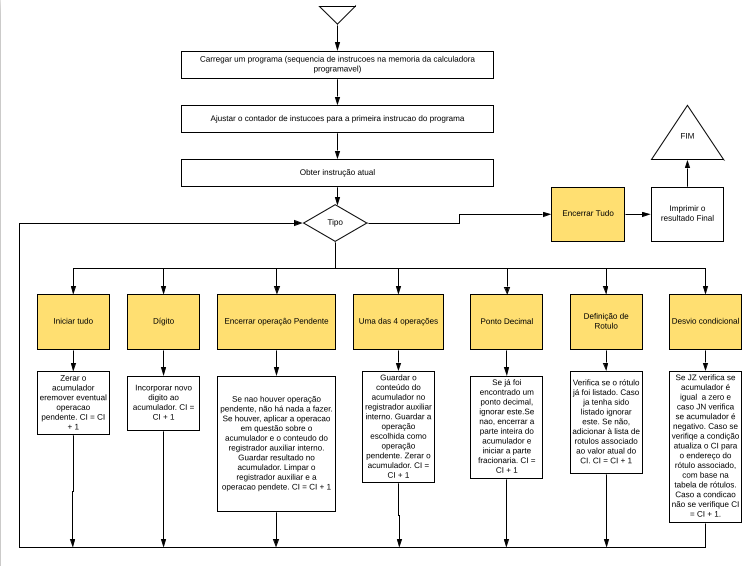 Carregar um programa (sequencia de instrucoes na memoria da calculadora
programavel)
Ajustar o contador de instucoes para a primeira instrucao do programa
Obter instrução atual
Tipo
Encerrar Tudo
Imprimir o
resultado Final
FIM
Iniciar tudo
Dígito
Encerrar operação Pendente
Uma das 4 operações
Ponto Decimal
Definição de
Rotulo
Desvio condicional
Zerar o
acumulador
eremover eventual
operacao
pendente. CI = CI
+ 1
Incorporar novo
digito ao
acumulador. CI =
CI + 1
Se nao houver operação
pendente, não há nada a fazer.
Se houver, aplicar a operacao
em questão sobre o
acumulador e o conteudo do
registrador auxiliar interno.
Guardar resultado no
acumulador. Limpar o
registrador auxiliar e a
operacao pendete. CI = CI + 1
Guardar o
conteúdo do
acumulador no
registrador auxiliar
interno. Guardar a
operação
escolhida como
operação
pendente. Zerar o
acumulador. CI =
CI + 1
Se já foi
encontrado um
ponto decimal,
ignorar este.Se
nao, encerrar a
parte inteira do
acumulador e
iniciar a parte
fracionaria. CI =
CI + 1
Verifica se o rótulo
já foi listado. Caso
ja tenha sido
listado ignorar
este. Se não,
adicionar à lista de
rotulos associado
ao valor atual do
CI. CI = CI + 1
Se JZ verifica se
acumulador é
igual a zero e
caso JN verifica
se acumulador é
negativo. Caso se
verifiqe a condição
atualiza o CI para
o endereço do
rótulo associado,
com base na
tabela de rótulos.
Caso a condicao
não se verifique CI
= CI + 1.